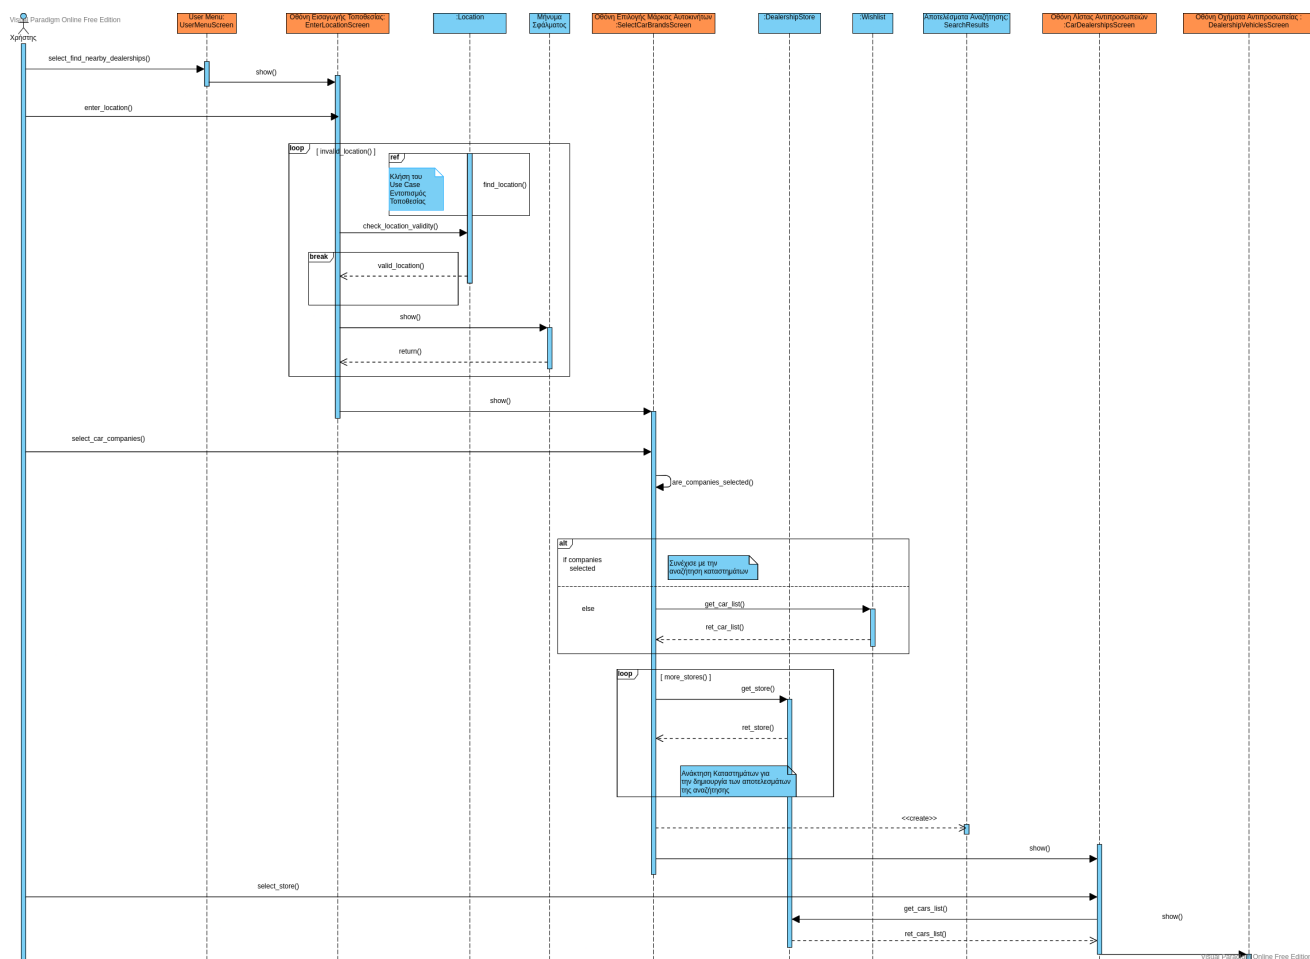 Visual Paradigm Online Free Edition
Χρήστης
User Menu:
UserMenuScreen
Οθόνη Εισαγωγής Τοποθεσίας:
EnterLocationScreen
:Location
Μήνυμα
Σφάλματος
Οθόνη Επιλογής Μάρκας Αυτοκινήτων
:SelectCarBrandsScreen
:DealershipStore
:Wishlist
Αποτελέσματα Αναζήτησης:
SearchResults
Οθόνη Λίστας Αντιπροσωπειών
:CarDealershipsScreen
Οθόνη Οχήματα Αντιπροσωπείας :
DealershipVehiclesScreen
select_find_nearby_dealerships()
show()
enter_location()
loop
[ invalid_location() ]
ref
Κλήση του
Use Case
Εντοπισμός
Τοποθεσίας
find_location()
check_location_validity()
break
valid_location()
show()
return()
show()
select_car_companies()
are_companies_selected()
alt
if companies
selected
Συνέχισε με την
αναζήτηση καταστημάτων
else
get_car_list()
ret_car_list()
loop
[ more_stores() ]
get_store()
ret_store()
Ανάκτηση Καταστημάτων για
την δημιουργία των αποτελεσμάτων
της αναζήτησης
<<create>>
show()
select_store()
get_cars_list()
show()
ret_cars_list()
Visual Paradigm Online Free Edition